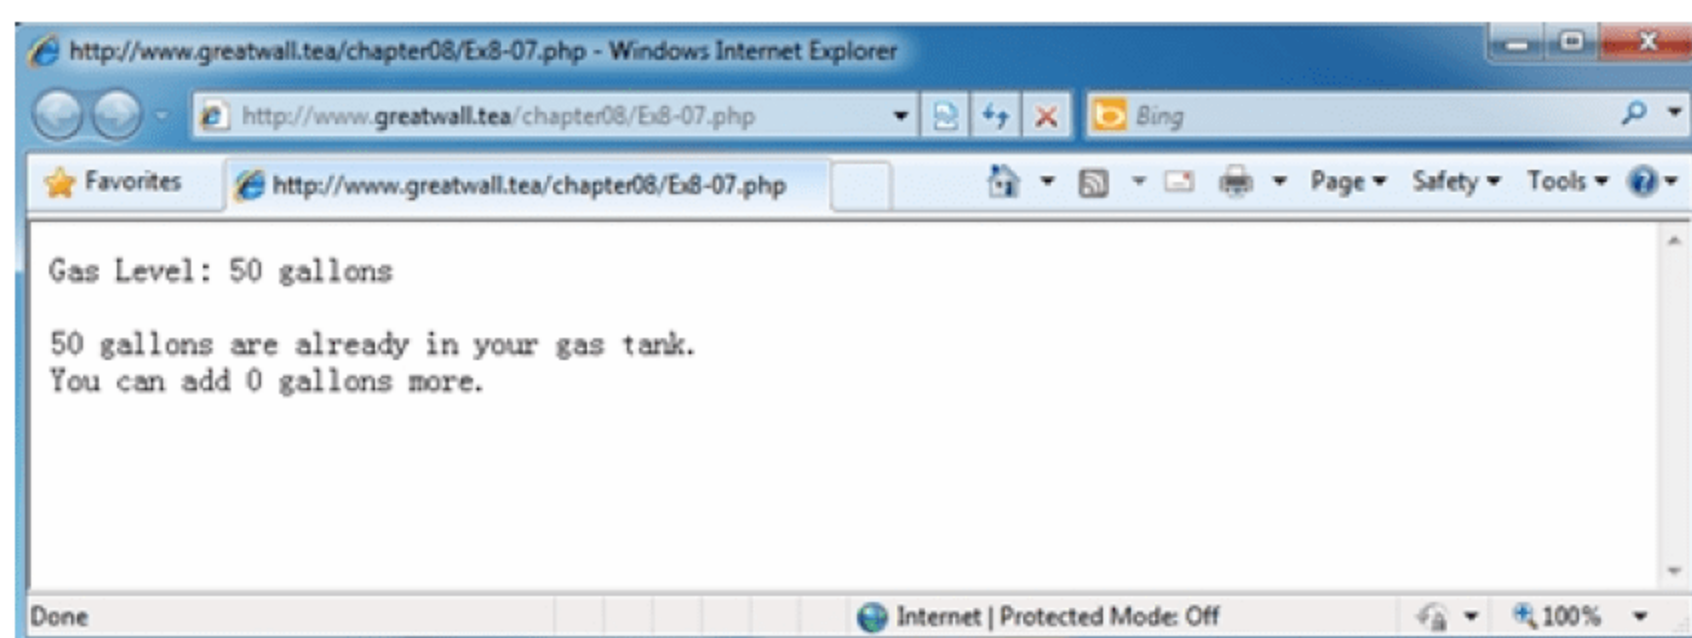 http://www.greatwall.tea/chapter08/Ex8-07.php - Windows Internet Explorer
http://www.greatwall.tea/chapter08/Ex8-07.php Bing
Favorites http://www.greatwall.tea/chapter08/Ex8-07.php Page Safety Tools
Gas Level: 50 gallons
50 gallons are already in your gas tank.
You can add 0 gallons more.
Done Internet | Protected Mode: Off 100%